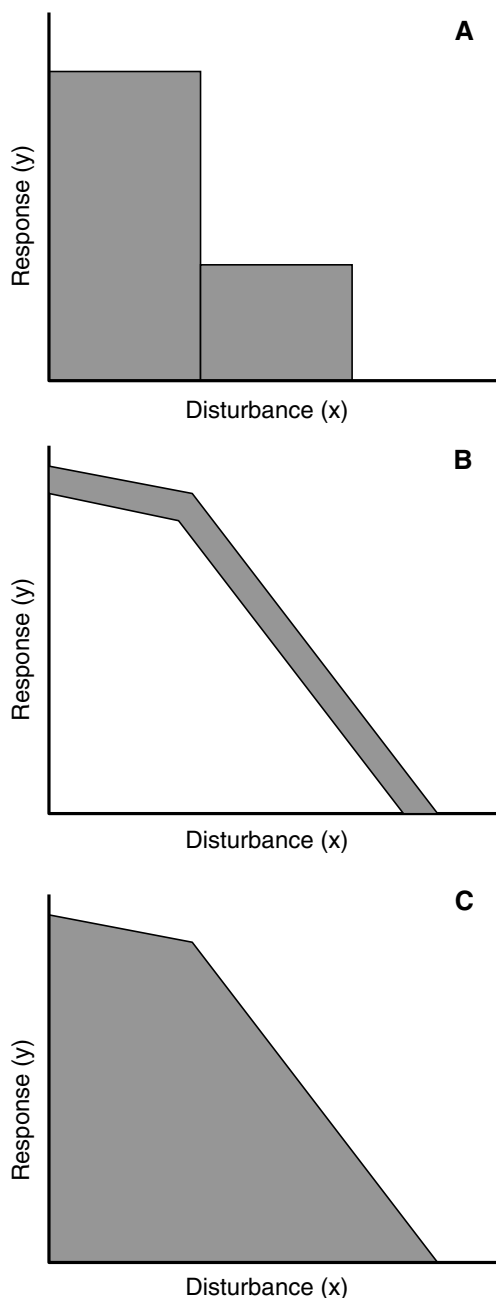 A
Response (y)
Disturbance (x)
B
Response (y)
Disturbance (x)
C
Response (y)
Disturbance (x)